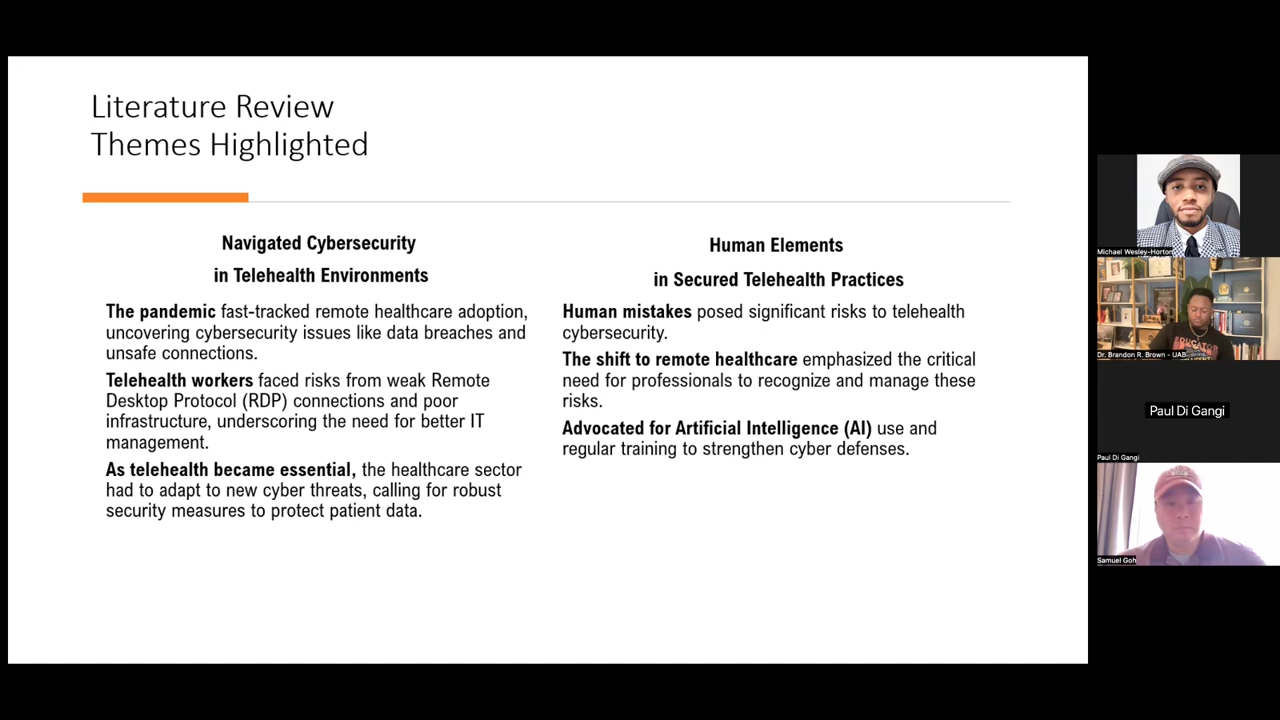 Literature Review
Themes Highlighted
Navigated Cybersecurity
in Telehealth Environments
The pandemic fast-tracked remote healthcare adoption,
uncovering cybersecurity issues like data breaches and
unsafe connections.
Telehealth workers faced risks from weak Remote
Desktop Protocol (RDP) connections and poor
infrastructure, underscoring the need for better IT
management.
As telehealth became essential, the healthcare sector
had to adapt to new cyber threats, calling for robust
security measures to protect patient data.
Human Elements
in Secured Telehealth Practices
Human mistakes posed significant risks to telehealth
cybersecurity.
The shift to remote healthcare emphasized the critical
need for professionals to recognize and manage these
risks.
Advocated for Artificial Intelligence (AI) use and
regular training to strengthen cyber defenses.
Michael Wesley-Horton
EDUCATOR
Dr. Brandon R. Brown - UAB
Paul Di Gangi
Paul Di Gangi
Samuel Goh